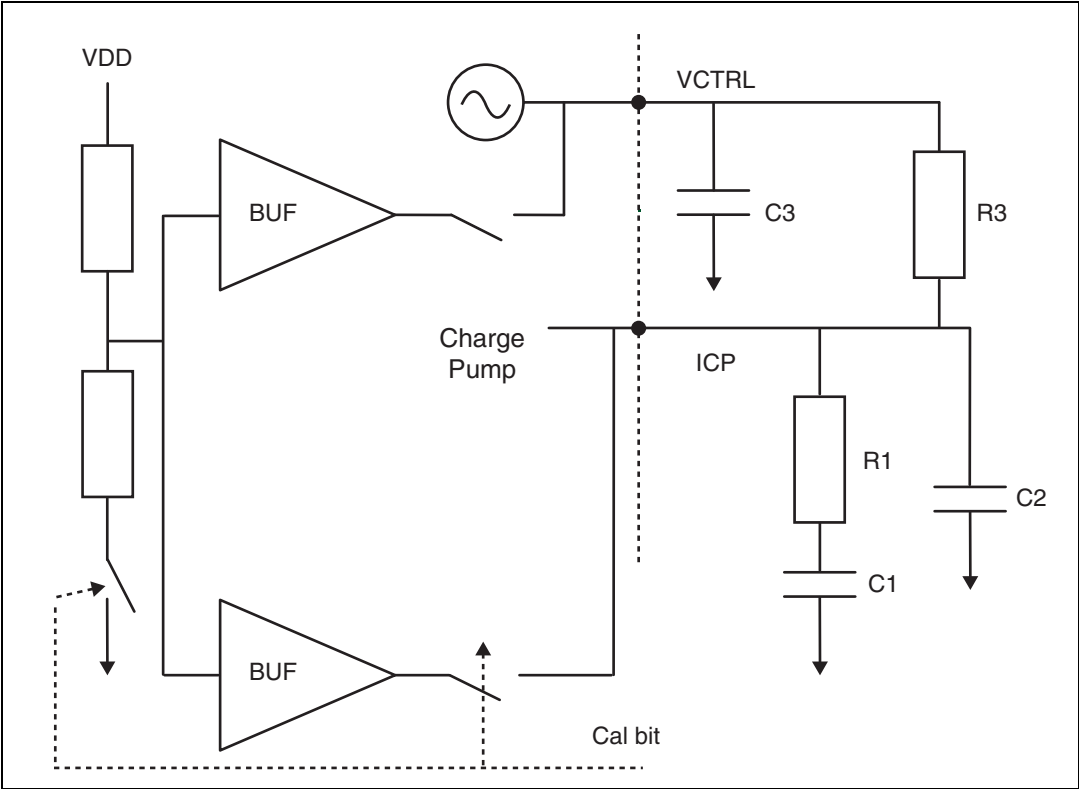 VDD
VCTRL
BUF
C3
R3
Charge
Pump
ICP
R1
C2
C1
BUF
Cal bit